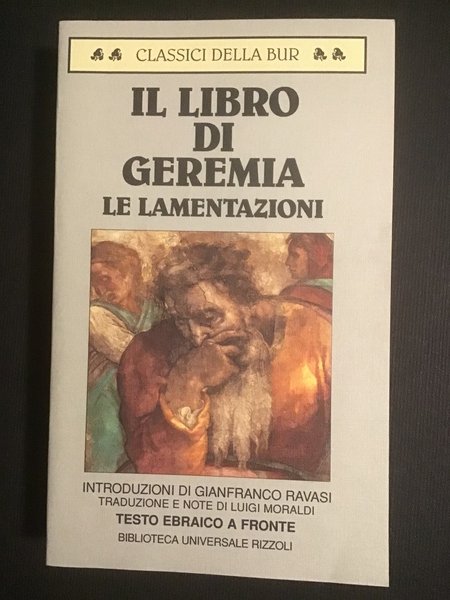 CLASSICI DELLA BUR
IL LIBRO
DI
GEREMIA
LE LAMENTAZIONI
INTRODUZIONI DI GIANFRANCO RAVASI
TRADUZIONE E NOTE DI LUIGI MORALDI
TESTO EBRAICO A FRONTE
BIBLIOTECA UNIVERSALE RIZZOLI